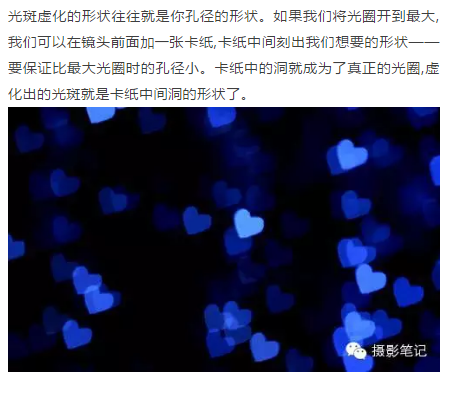 光斑虚化的形状往往就是你孔径的形状。如果我们将光圈开到最大,
我们可以在镜头前面加一张卡纸,卡纸中间刻出我们想要的形状——
要保证比最大光圈时的孔径小。卡纸中的洞就成为了真正的光圈,虚
化出的光斑就是卡纸中间洞的形状了。
摄影笔记